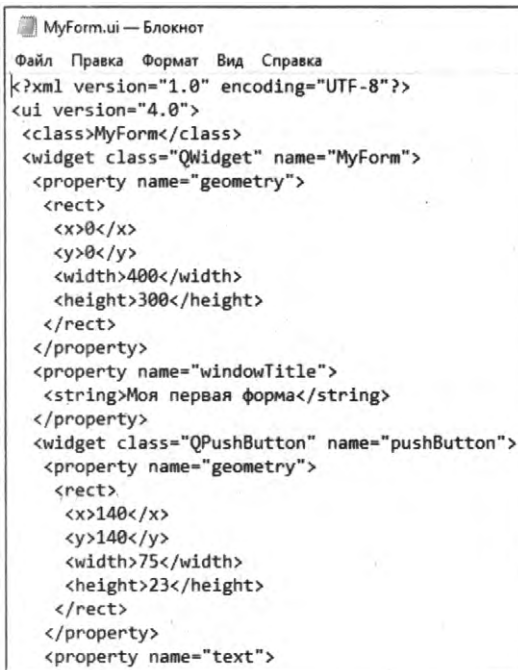 MyForm.ui — Блокнот
Файл Правка Формат Вид Справка
<?xml version="1.0" encoding="UTF-8"?>
<ui version="4.0">
<class>MyForm</class>
<widget class="QWidget" name="MyForm">
<property name="geometry">
<rect>
<x>0</x>
<y>0</y>
<width>400</width>
<height>300</height>
</rect>
</property>
<property name="windowTitle">
<string>Моя первая форма</string>
</property>
<widget class="QPushButton" name="pushButton">
<property name="geometry">
<rect>
<x>140</x>
<y>140</y>
<width>75</width>
<height>23</height>
</rect>
</property>
<property name="text">